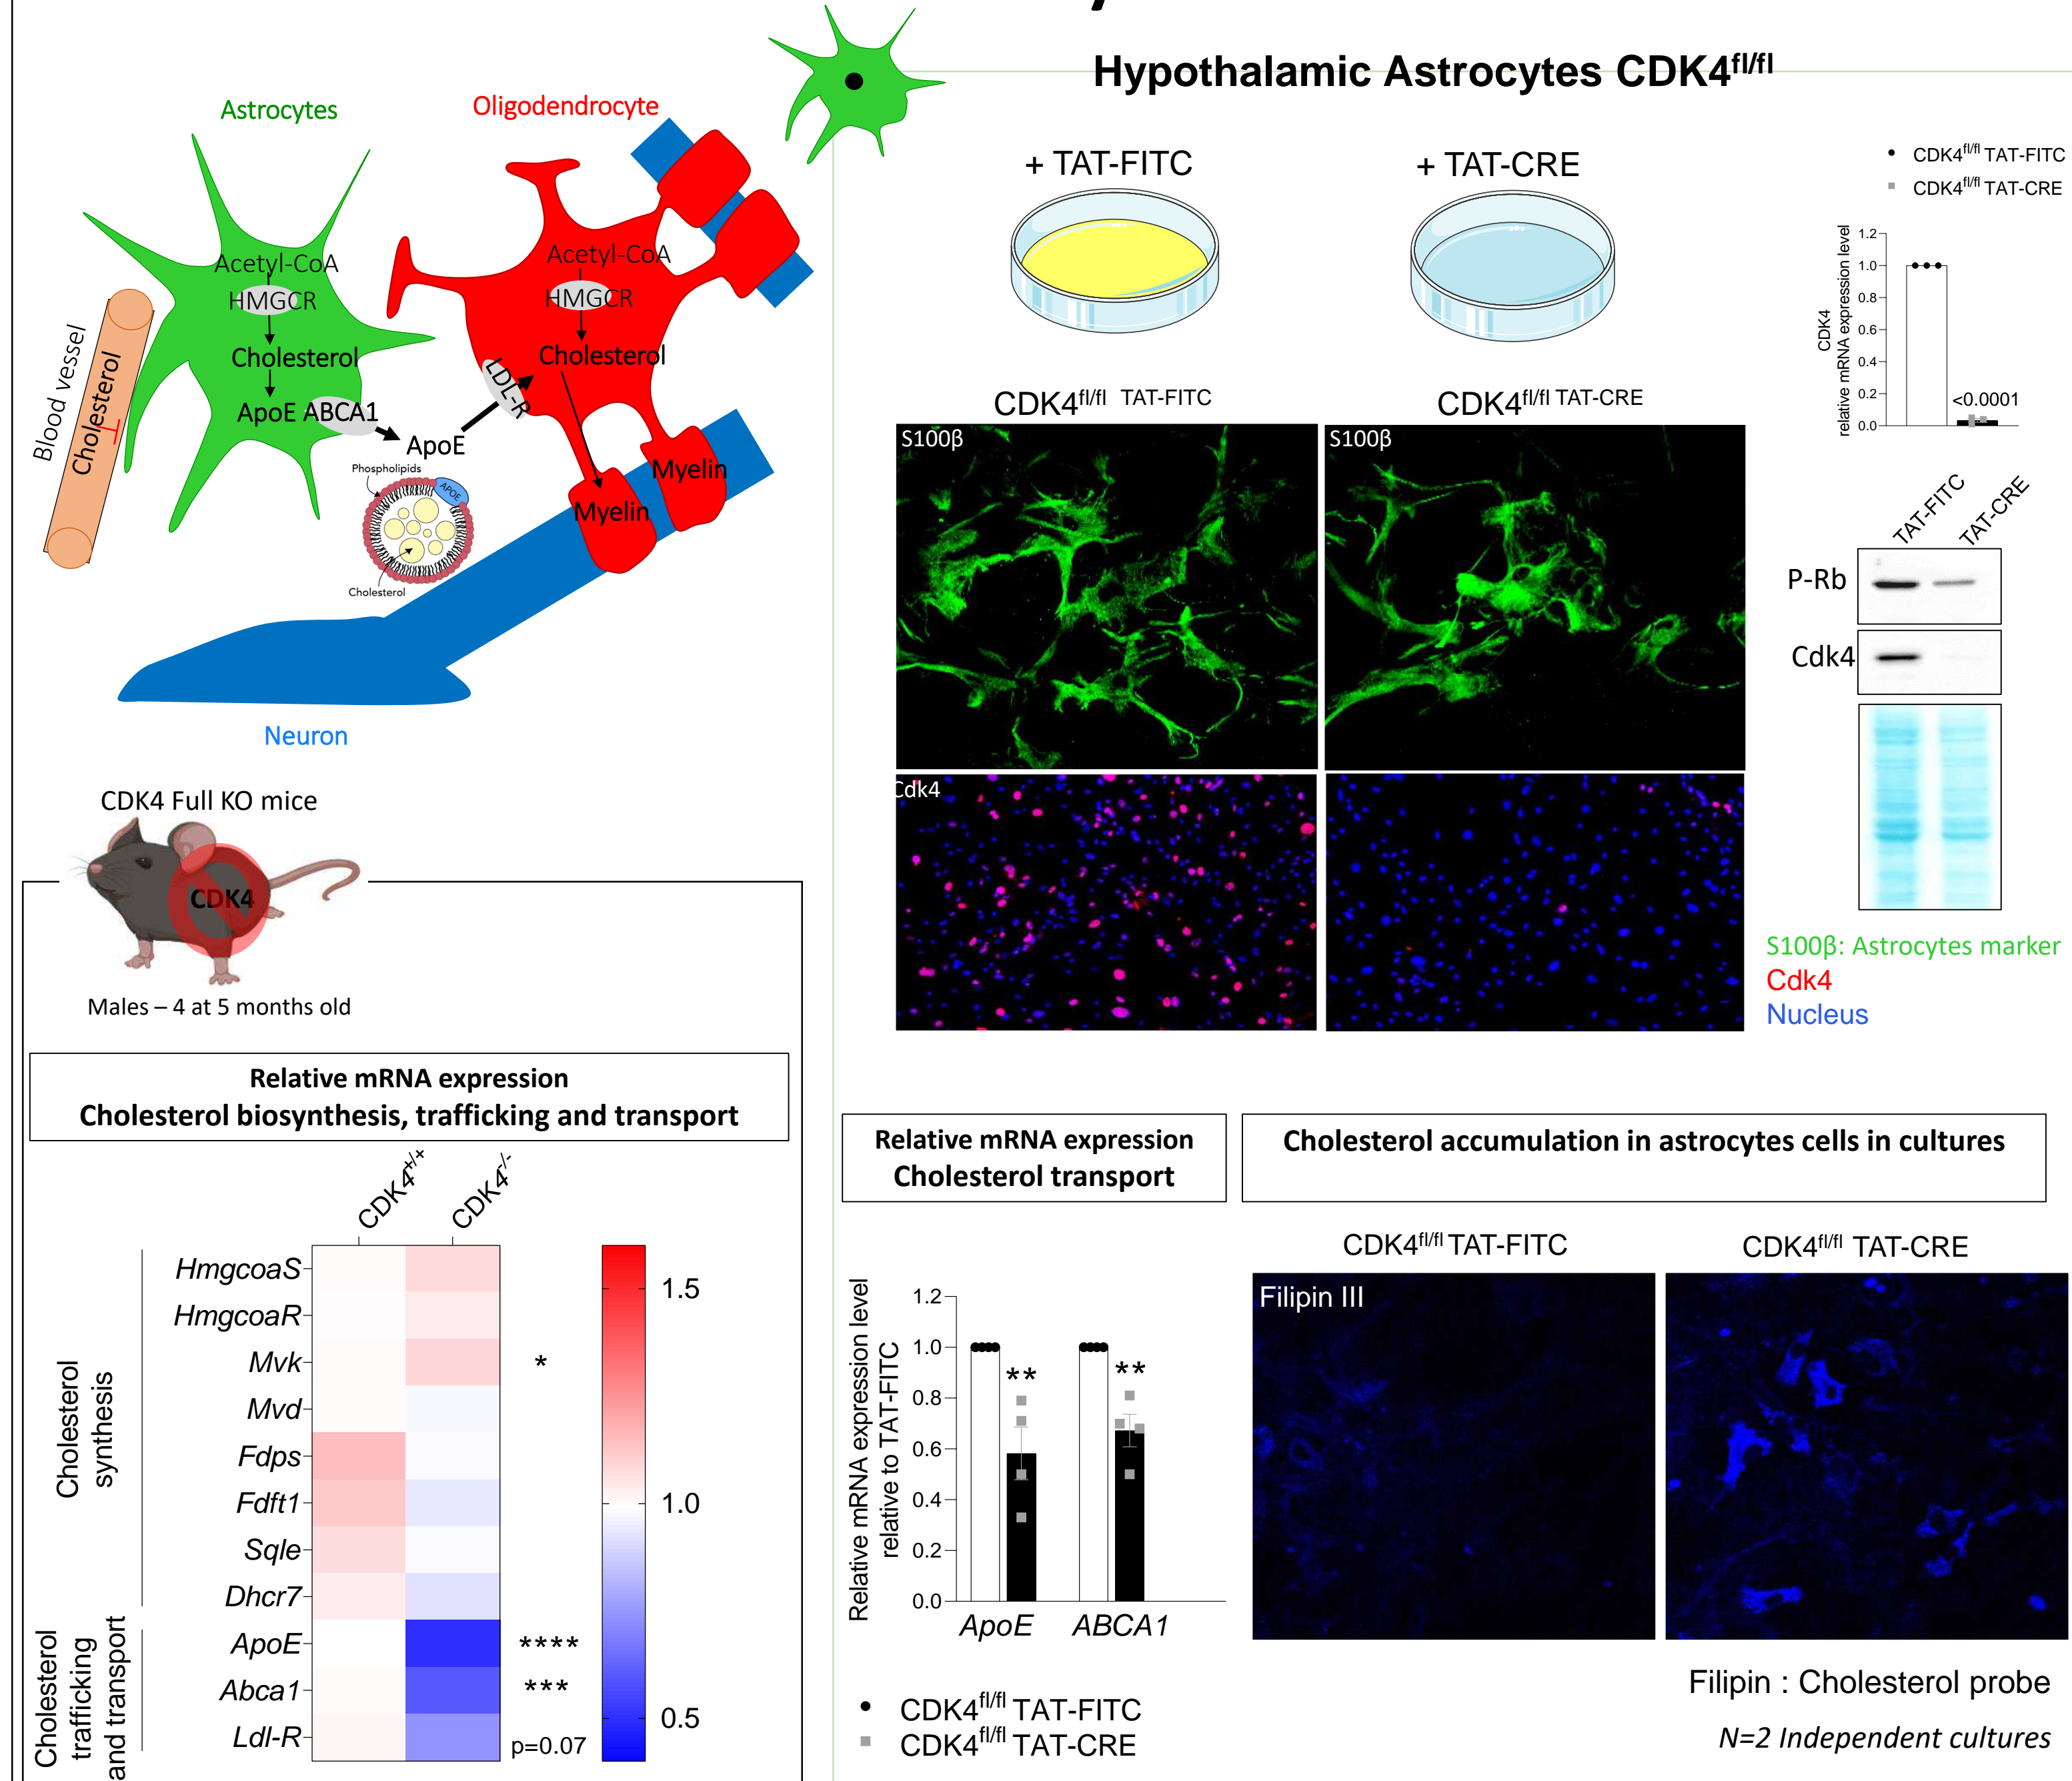 Hypothalamic Astrocytes CDK4fl/fl
Astrocytes
Oligodendrocyte
Acetyl-CoA
HMGCR
Cholesterol
ApoE ABCA1
Acetyl-CoA
HMGCR
Cholesterol
LDL-R
ApoE
Blood vessel
Cholesterol
Phospholipids
APOE
Cholesterol
Myelin
Myelin
Neuron
CDK4 Full KO mice
CDK4
Males – 4 at 5 months old
Relative mRNA expression
Cholesterol biosynthesis, trafficking and transport
CDK4+/+
CDK4-/-
Cholesterol
synthesis
HmgcoaS
HmgcoaR
Mvk
*
Mvd
Fdps
Fdft1
Sqle
Dhcr7
Cholesterol
trafficking
and transport
ApoE
****
Abca1
***
Ldl-R
p=0.07
1.5
1.0
0.5
+ TAT-FITC
+ TAT-CRE
CDK4fl/fl TAT-FITC
CDK4fl/fl TAT-CRE
S100β
S100β
Cdk4
CDK4fl/fl TAT-FITC
CDK4fl/fl TAT-CRE
CDK4
relative mRNA expression level
1.2
1.0
0.8
0.6
0.4
0.2
0.0
<0.0001
TAT-FITC
TAT-CRE
P-Rb
Cdk4
S100β: Astrocytes marker
Cdk4
Nucleus
Relative mRNA expression
Cholesterol transport
Relative mRNA expression level
relative to TAT-FITC
1.2
1.0
0.8
0.6
0.4
0.2
0.0
**
**
ApoE
ABCA1
CDK4fl/fl TAT-FITC
CDK4fl/fl TAT-CRE
Cholesterol accumulation in astrocytes cells in cultures
CDK4fl/fl TAT-FITC
CDK4fl/fl TAT-CRE
Filipin III
Filipin : Cholesterol probe
N=2 Independent cultures